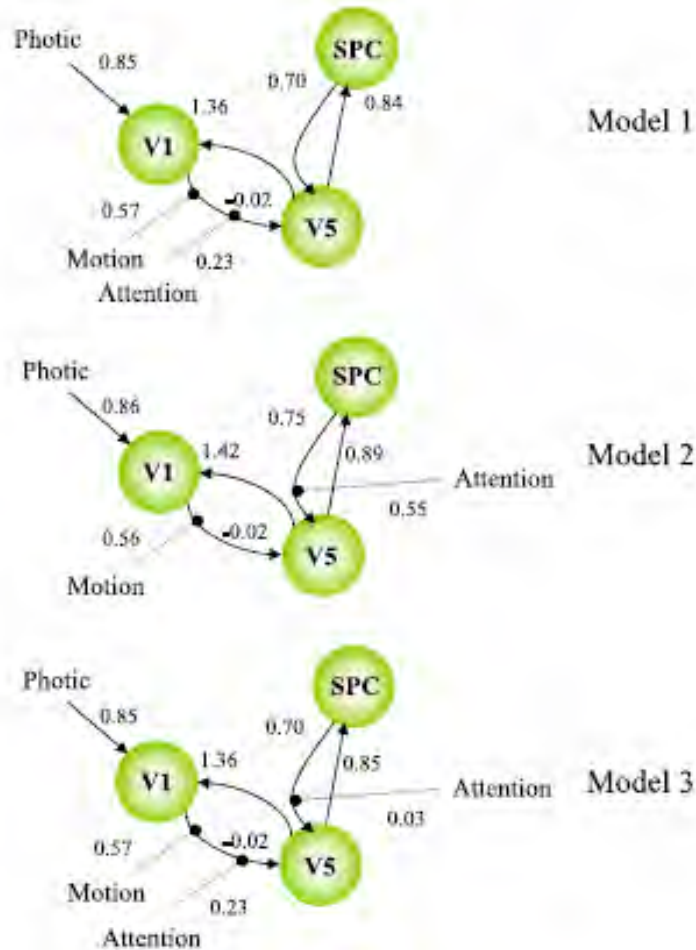 Photic
SPC
0.85
0.70
0.84
1.36
Model 1
V1
-0.02
0.57
V5
Motion
0.23
Attention
SPC
Photic
0.86
0.75
1.42
0.89
Model 2
V1
Attention
0.55
0.56
-0.02
V5
Motion
SPC
Photic
0.85
0.70
1.36
0.85
V1
Attention
Model 3
0.03
0.57
-0.02
V5
Motion
0.23
Attention